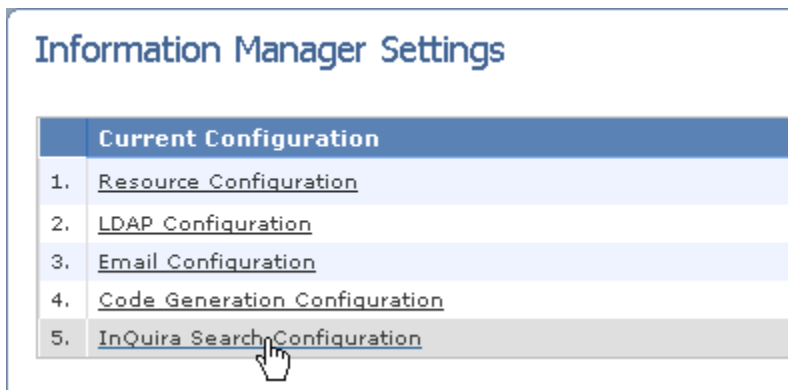 Information Manager Settings
Current Configuration
1. Resource Configuration
2. LDAP Configuration
3. Email Configuration
4. Code Generation Configuration
5. InQuira Search Configuration